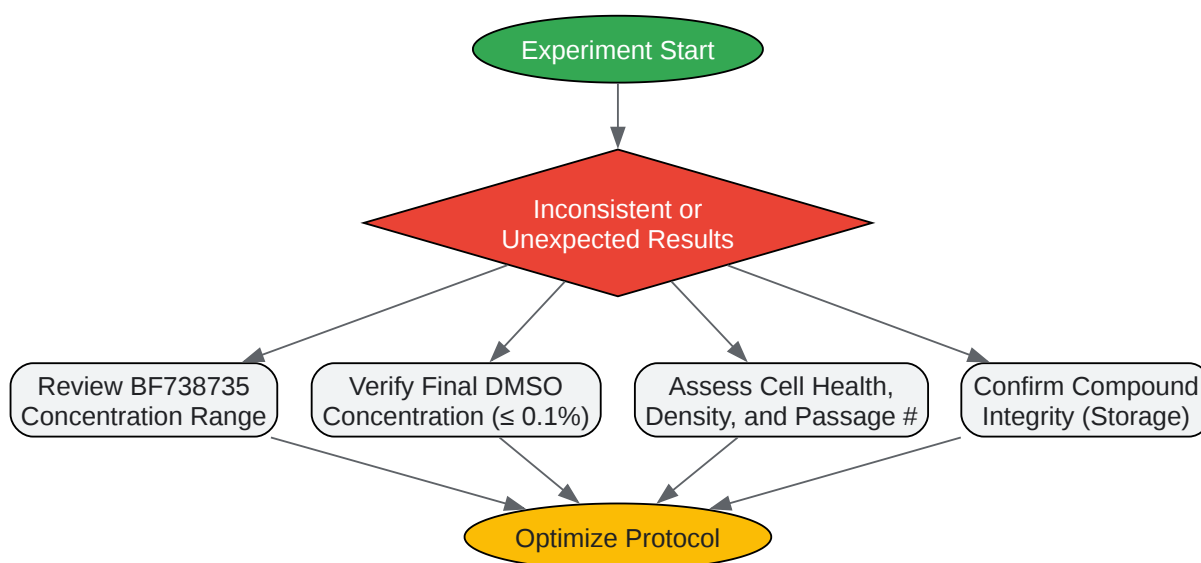 Experiment Start
Inconsistent or
Unexpected Results
Review BF738735
Concentration Range
Verify Final DMSO
Concentration (≤ 0.1%)
Assess Cell Health,
Density, and Passage #
Confirm Compound
Integrity (Storage)
Optimize Protocol